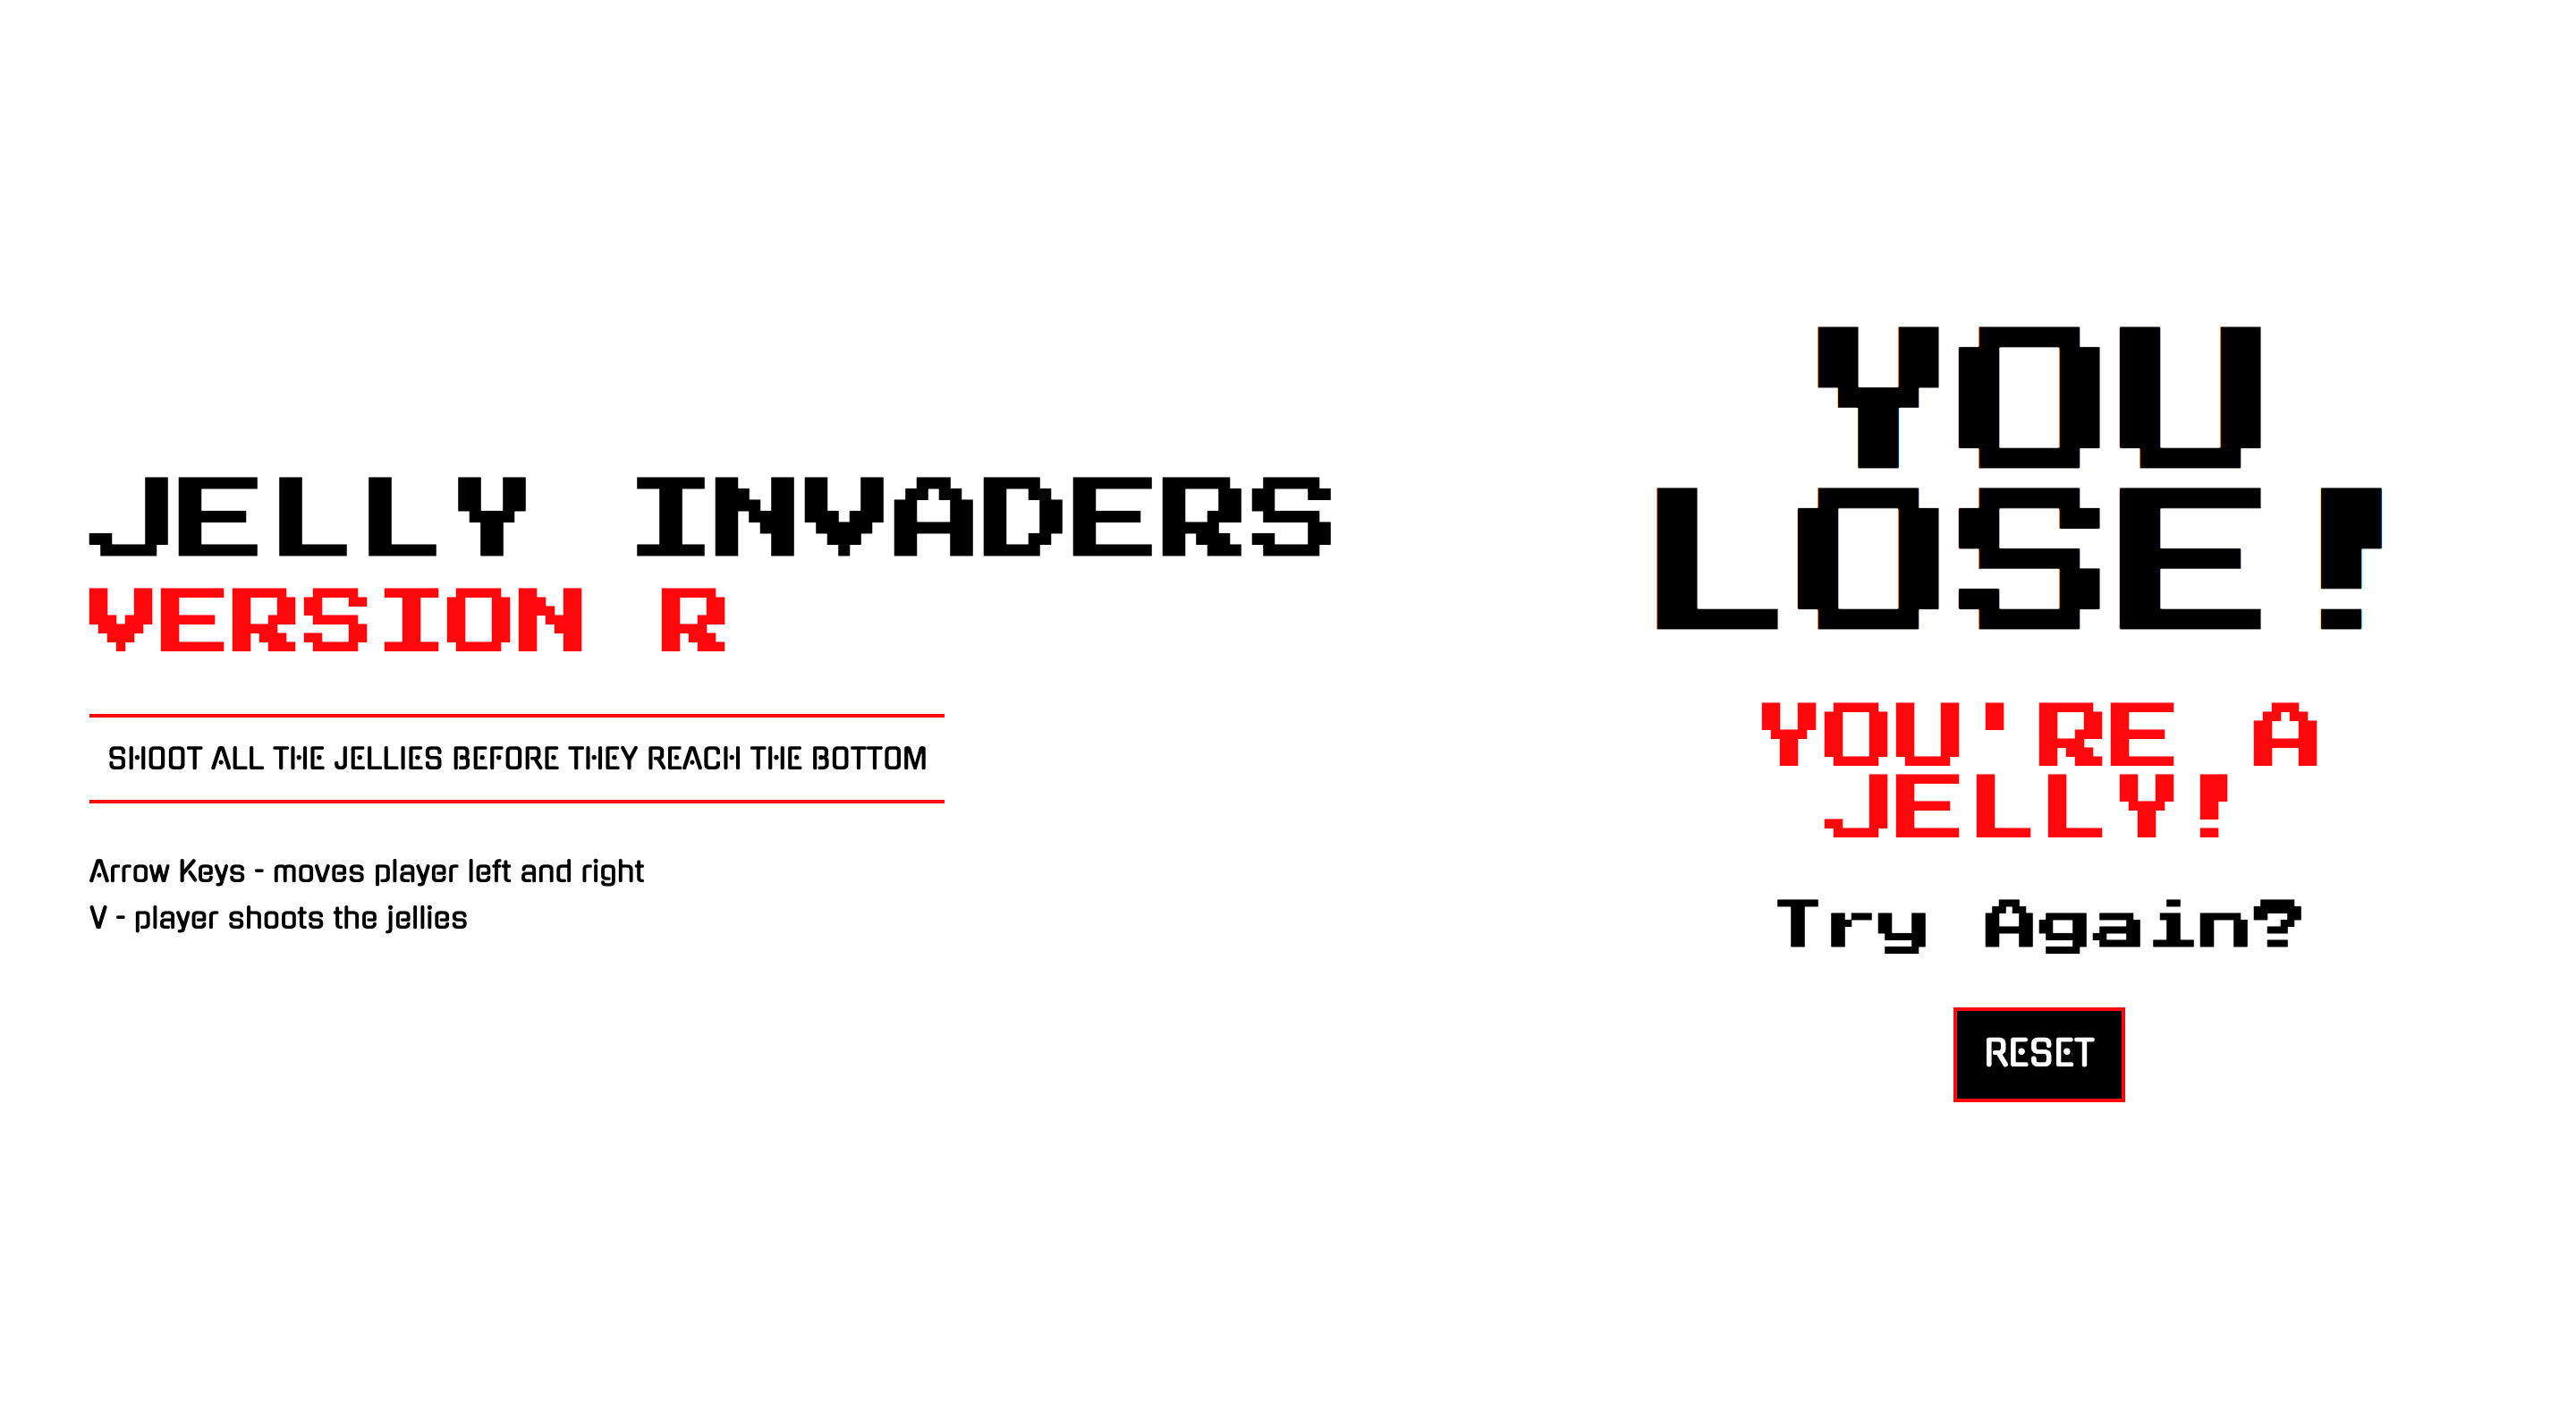 JELLY INVADERS
VERSION R
SHOOT ALL THE JELLIES BEFORE THEY REACH THE BOTTOM
Arrow Keys - moves player left and right
V - player shoots the jellies
YOU
LOSE!
YOU'RE A
JELLY!
Try Again?
RESET